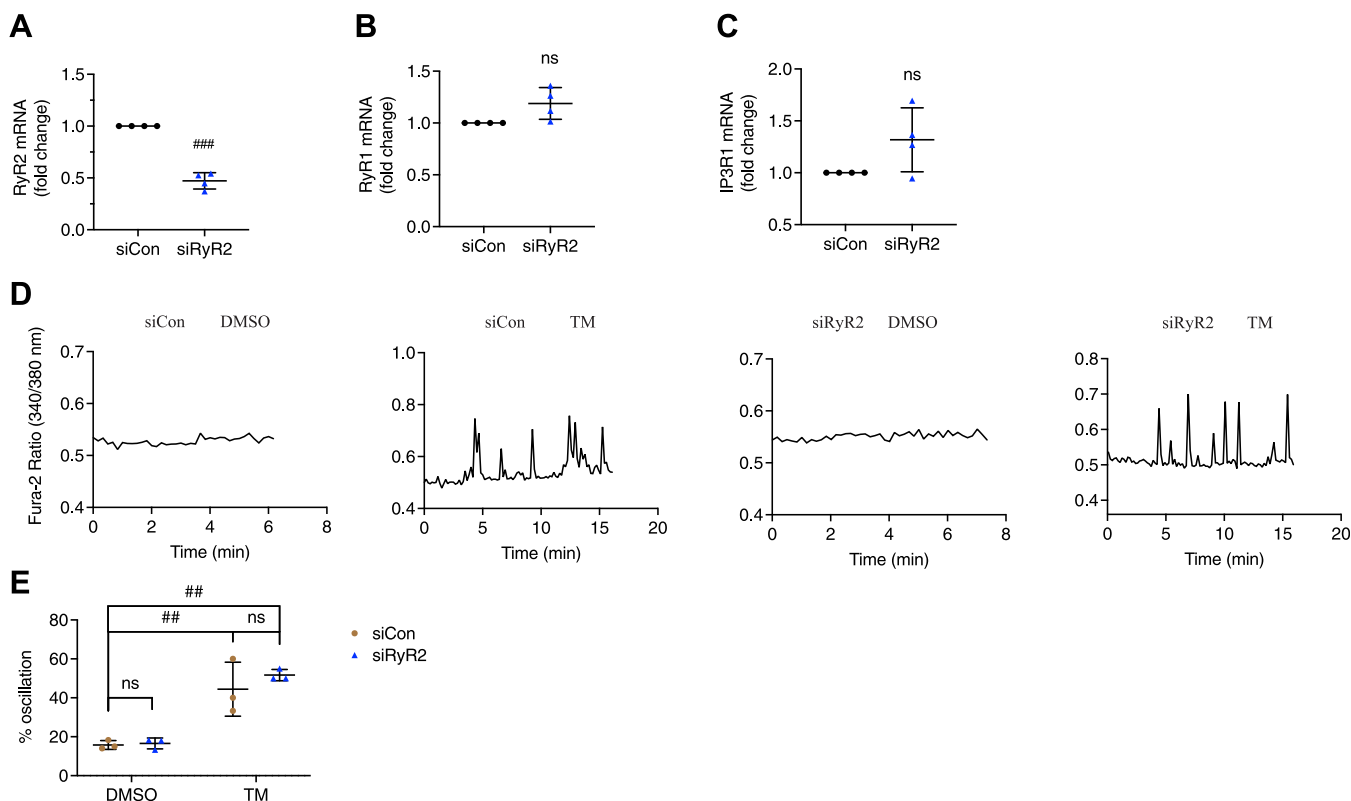 A
B
C
RyR2 mRNA
(fold change)
1.5
1.0
0.5
0.0
###
siCon
siRyR2
RyR1 mRNA
(fold change)
1.5
1.0
0.5
0.0
ns
siCon
siRyR2
IP3R1 mRNA
(fold change)
2.0
1.5
1.0
0.5
ns
siCon
siRyR2
D
Fura-2 Ratio (340/380 nm)
siCon DMSO
0.7
0.6
0.5
0.4
0 2 4 6 8
Time (min)
siCon TM
1.0
0.8
0.6
0.4
0 5 10 15 20
Time (min)
siRyR2 DMSO
0.7
0.6
0.5
0.4
0 2 4 6 8
Time (min)
siRyR2 TM
0.8
0.7
0.6
0.5
0.4
0 5 10 15 20
Time (min)
E
% oscillation
80
60
40
20
0
##
##
ns
ns
DMSO
TM
siCon
siRyR2